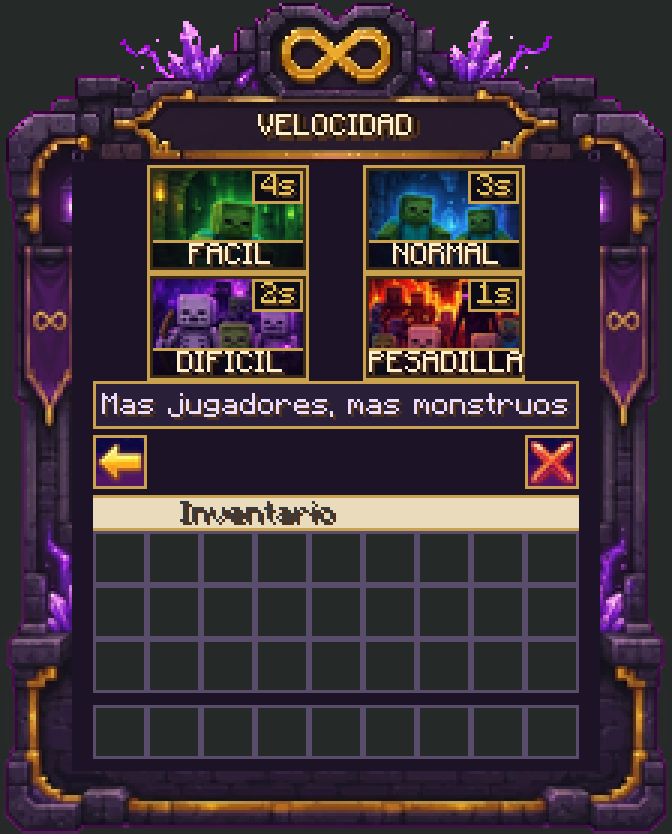 VELOCIDAD
4s
3s
FACIL
NORMAL
2s
1s
DIFICIL
PESADILLA
Mas jugadores, mas monstruos
Inventario